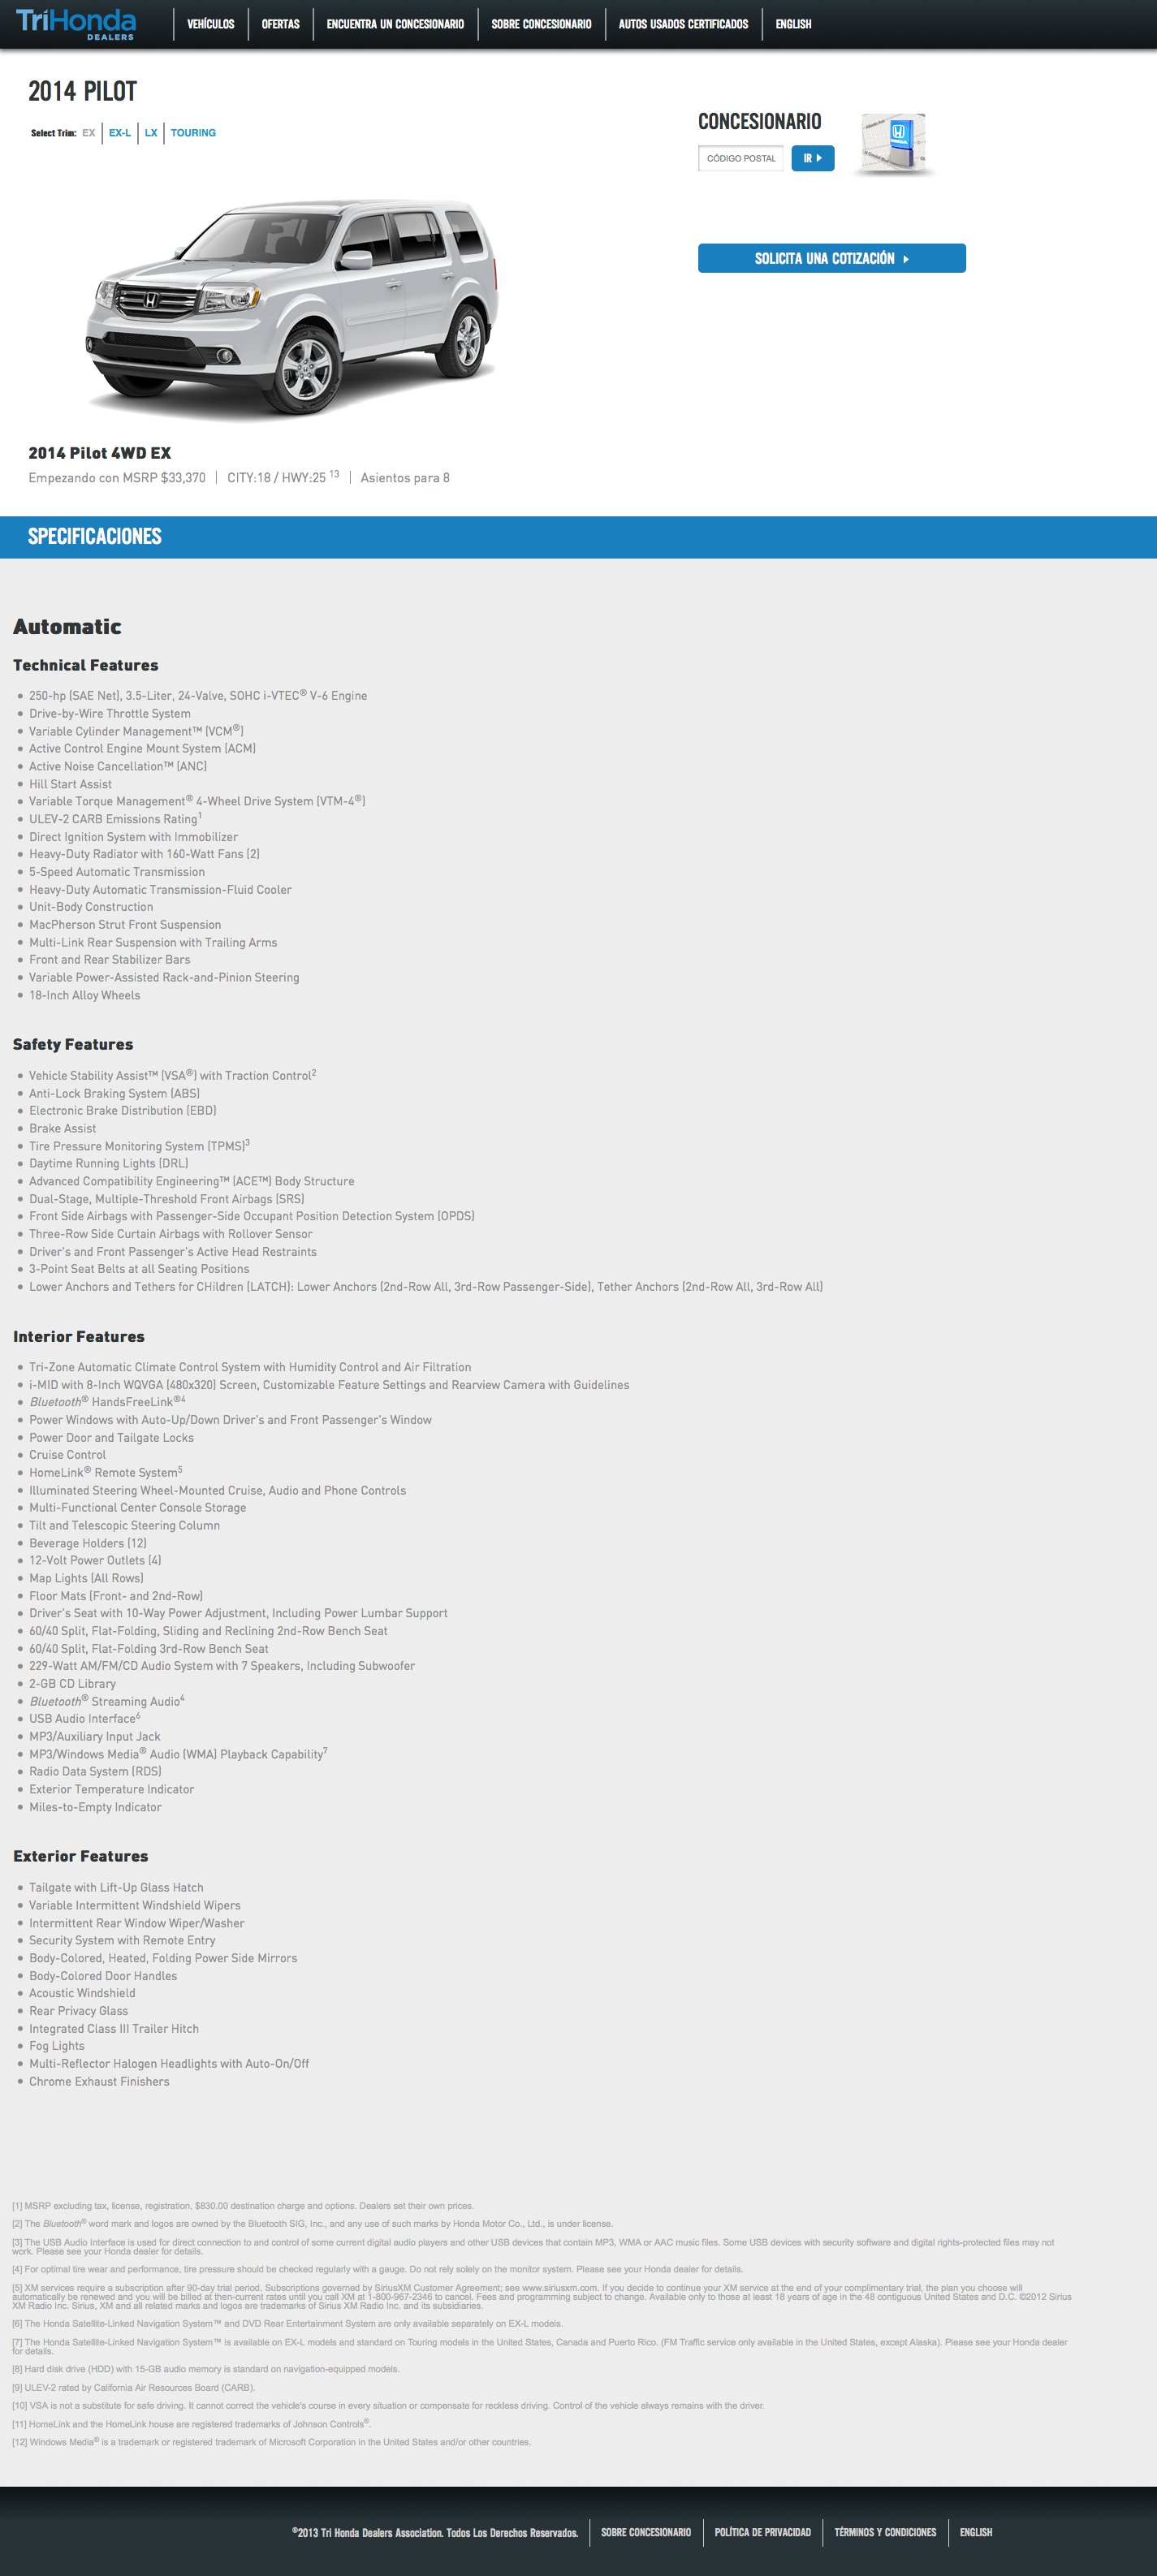 TriHonda
DEALERS
VEHÍCULOS
OFERTAS
ENCUENTRA UN CONCESIONARIO
SOBRE CONCESIONARIO
AUTOS USADOS CERTIFICADOS
ENGLISH
2014 PILOT
Select Trim: EX EX-L LX TOURING
CONCESIONARIO
CÓDIGO POSTAL
IR
SOLICITA UNA COTIZACIÓN
2014 Pilot 4WD EX
Empezando con MSRP $33,370 | CITY:18 / HWY:25 13 | Asientos para 8
SPECIFICACIONES
Automatic
Technical Features
• 250-hp (SAE Net), 3.5-Liter, 24-Valve, SOHC i-VTEC® V-6 Engine
• Drive-by-Wire Throttle System
• Variable Cylinder Management™ (VCM®)
• Active Control Engine Mount System (ACM)
• Active Noise Cancellation™ (ANC)
• Hill Start Assist
• Variable Torque Management® 4-Wheel Drive System (VTM-4®)
• ULEV-2 CARB Emissions Rating1
• Direct Ignition System with Immobilizer
• Heavy-Duty Radiator with 160-Watt Fans (2)
• 5-Speed Automatic Transmission
• Heavy-Duty Automatic Transmission-Fluid Cooler
• Unit-Body Construction
• MacPherson Strut Front Suspension
• Multi-Link Rear Suspension with Trailing Arms
• Front and Rear Stabilizer Bars
• Variable Power-Assisted Rack-and-Pinion Steering
• 18-Inch Alloy Wheels
Safety Features
• Vehicle Stability Assist™ (VSA®) with Traction Control2
• Anti-Lock Braking System (ABS)
• Electronic Brake Distribution (EBD)
• Brake Assist
• Tire Pressure Monitoring System (TPMS)3
• Daytime Running Lights (DRL)
• Advanced Compatibility Engineering™ (ACE™) Body Structure
• Dual-Stage, Multiple-Threshold Front Airbags (SRS)
• Front Side Airbags with Passenger-Side Occupant Position Detection System (OPDS)
• Three-Row Side Curtain Airbags with Rollover Sensor
• Driver's and Front Passenger's Active Head Restraints
• 3-Point Seat Belts at all Seating Positions
• Lower Anchors and Tethers for CHildren (LATCH): Lower Anchors (2nd-Row All, 3rd-Row Passenger-Side), Tether Anchors (2nd-Row All, 3rd-Row All)
Interior Features
• Tri-Zone Automatic Climate Control System with Humidity Control and Air Filtration
• i-MID with 8-Inch WQVGA (480x320) Screen, Customizable Feature Settings and Rearview Camera with Guidelines
• Bluetooth® HandsFreeLink®4
• Power Windows with Auto-Up/Down Driver's and Front Passenger's Window
• Power Door and Tailgate Locks
• Cruise Control
• HomeLink® Remote System5
• Illuminated Steering Wheel-Mounted Cruise, Audio and Phone Controls
• Multi-Functional Center Console Storage
• Tilt and Telescopic Steering Column
• Beverage Holders (12)
• 12-Volt Power Outlets (4)
• Map Lights (All Rows)
• Floor Mats (Front- and 2nd-Row)
• Driver's Seat with 10-Way Power Adjustment, Including Power Lumbar Support
• 60/40 Split, Flat-Folding, Sliding and Reclining 2nd-Row Bench Seat
• 60/40 Split, Flat-Folding 3rd-Row Bench Seat
• 229-Watt AM/FM/CD Audio System with 7 Speakers, Including Subwoofer
• 2-GB CD Library
• Bluetooth® Streaming Audio4
• USB Audio Interface6
• MP3/Auxiliary Input Jack
• MP3/Windows Media® Audio (WMA) Playback Capability7
• Radio Data System (RDS)
• Exterior Temperature Indicator
• Miles-to-Empty Indicator
Exterior Features
• Tailgate with Lift-Up Glass Hatch
• Variable Intermittent Windshield Wipers
• Intermittent Rear Window Wiper/Washer
• Security System with Remote Entry
• Body-Colored, Heated, Folding Power Side Mirrors
• Body-Colored Door Handles
• Acoustic Windshield
• Rear Privacy Glass
• Integrated Class III Trailer Hitch
• Fog Lights
• Multi-Reflector Halogen Headlights with Auto-On/Off
• Chrome Exhaust Finishers
[1] MSRP excluding tax, license, registration, $830.00 destination charge and options. Dealers set their own prices.
[2] The Bluetooth® word mark and logos are owned by the Bluetooth SIG, Inc., and any use of such marks by Honda Motor Co., Ltd., is under license.
[3] The USB Audio Interface is used for direct connection to and control of some current digital audio players and other USB devices that contain MP3, WMA or AAC music files. Some USB devices with security software and digital rights-protected files may not
work. Please see your Honda dealer for details.
[4] For optimal tire wear and performance, tire pressure should be checked regularly with a gauge. Do not rely solely on the monitor system. Please see your Honda dealer for details.
[5] XM services require a subscription after 90-day trial period. Subscriptions governed by SiriusXM Customer Agreement; see www.siriusxm.com. If you decide to continue your XM service at the end of your complimentary trial, the plan you choose will
automatically be renewed and you will be billed at then-current rates until you call XM at 1-800-967-2346 to cancel. Fees and programming subject to change. Available only to those at least 18 years of age in the 48 contiguous United States and D.C. ©2012 Sirius
XM Radio Inc. Sirius, XM and all related marks and logos are trademarks of Sirius XM Radio Inc. and its subsidiaries.
[6] The Honda Satellite-Linked Navigation System™ and DVD Rear Entertainment System are only available separately on EX-L models.
[7] The Honda Satellite-Linked Navigation System™ is available on EX-L models and standard on Touring models in the United States, Canada and Puerto Rico. (FM Traffic service only available in the United States, except Alaska). Please see your Honda dealer
for details.
[8] Hard disk drive (HDD) with 15-GB audio memory is standard on navigation-equipped models.
[9] ULEV-2 rated by California Air Resources Board (CARB).
[10] VSA is not a substitute for safe driving. It cannot correct the vehicle's course in every situation or compensate for reckless driving. Control of the vehicle always remains with the driver.
[11] HomeLink and the HomeLink house are registered trademarks of Johnson Controls®.
[12] Windows Media® is a trademark or registered trademark of Microsoft Corporation in the United States and/or other countries.
©2013 Tri Honda Dealers Association. Todos Los Derechos Reservados.
SOBRE CONCESIONARIO
POLÍTICA DE PRIVACIDAD
TÉRMINOS Y CONDICIONES
ENGLISH